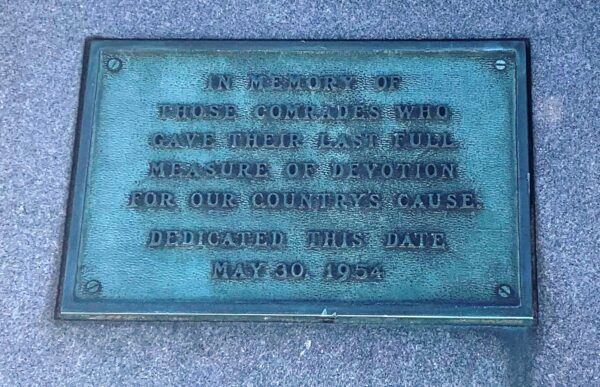 IN MEMORY OF
THOSE COMRADES WHO
GAVE THEIR LAST FULL
MEASURE OF DEVOTION
FOR OUR COUNTRY'S CAUSE.
DEDICATED THIS DATE
MAY 30, 1954